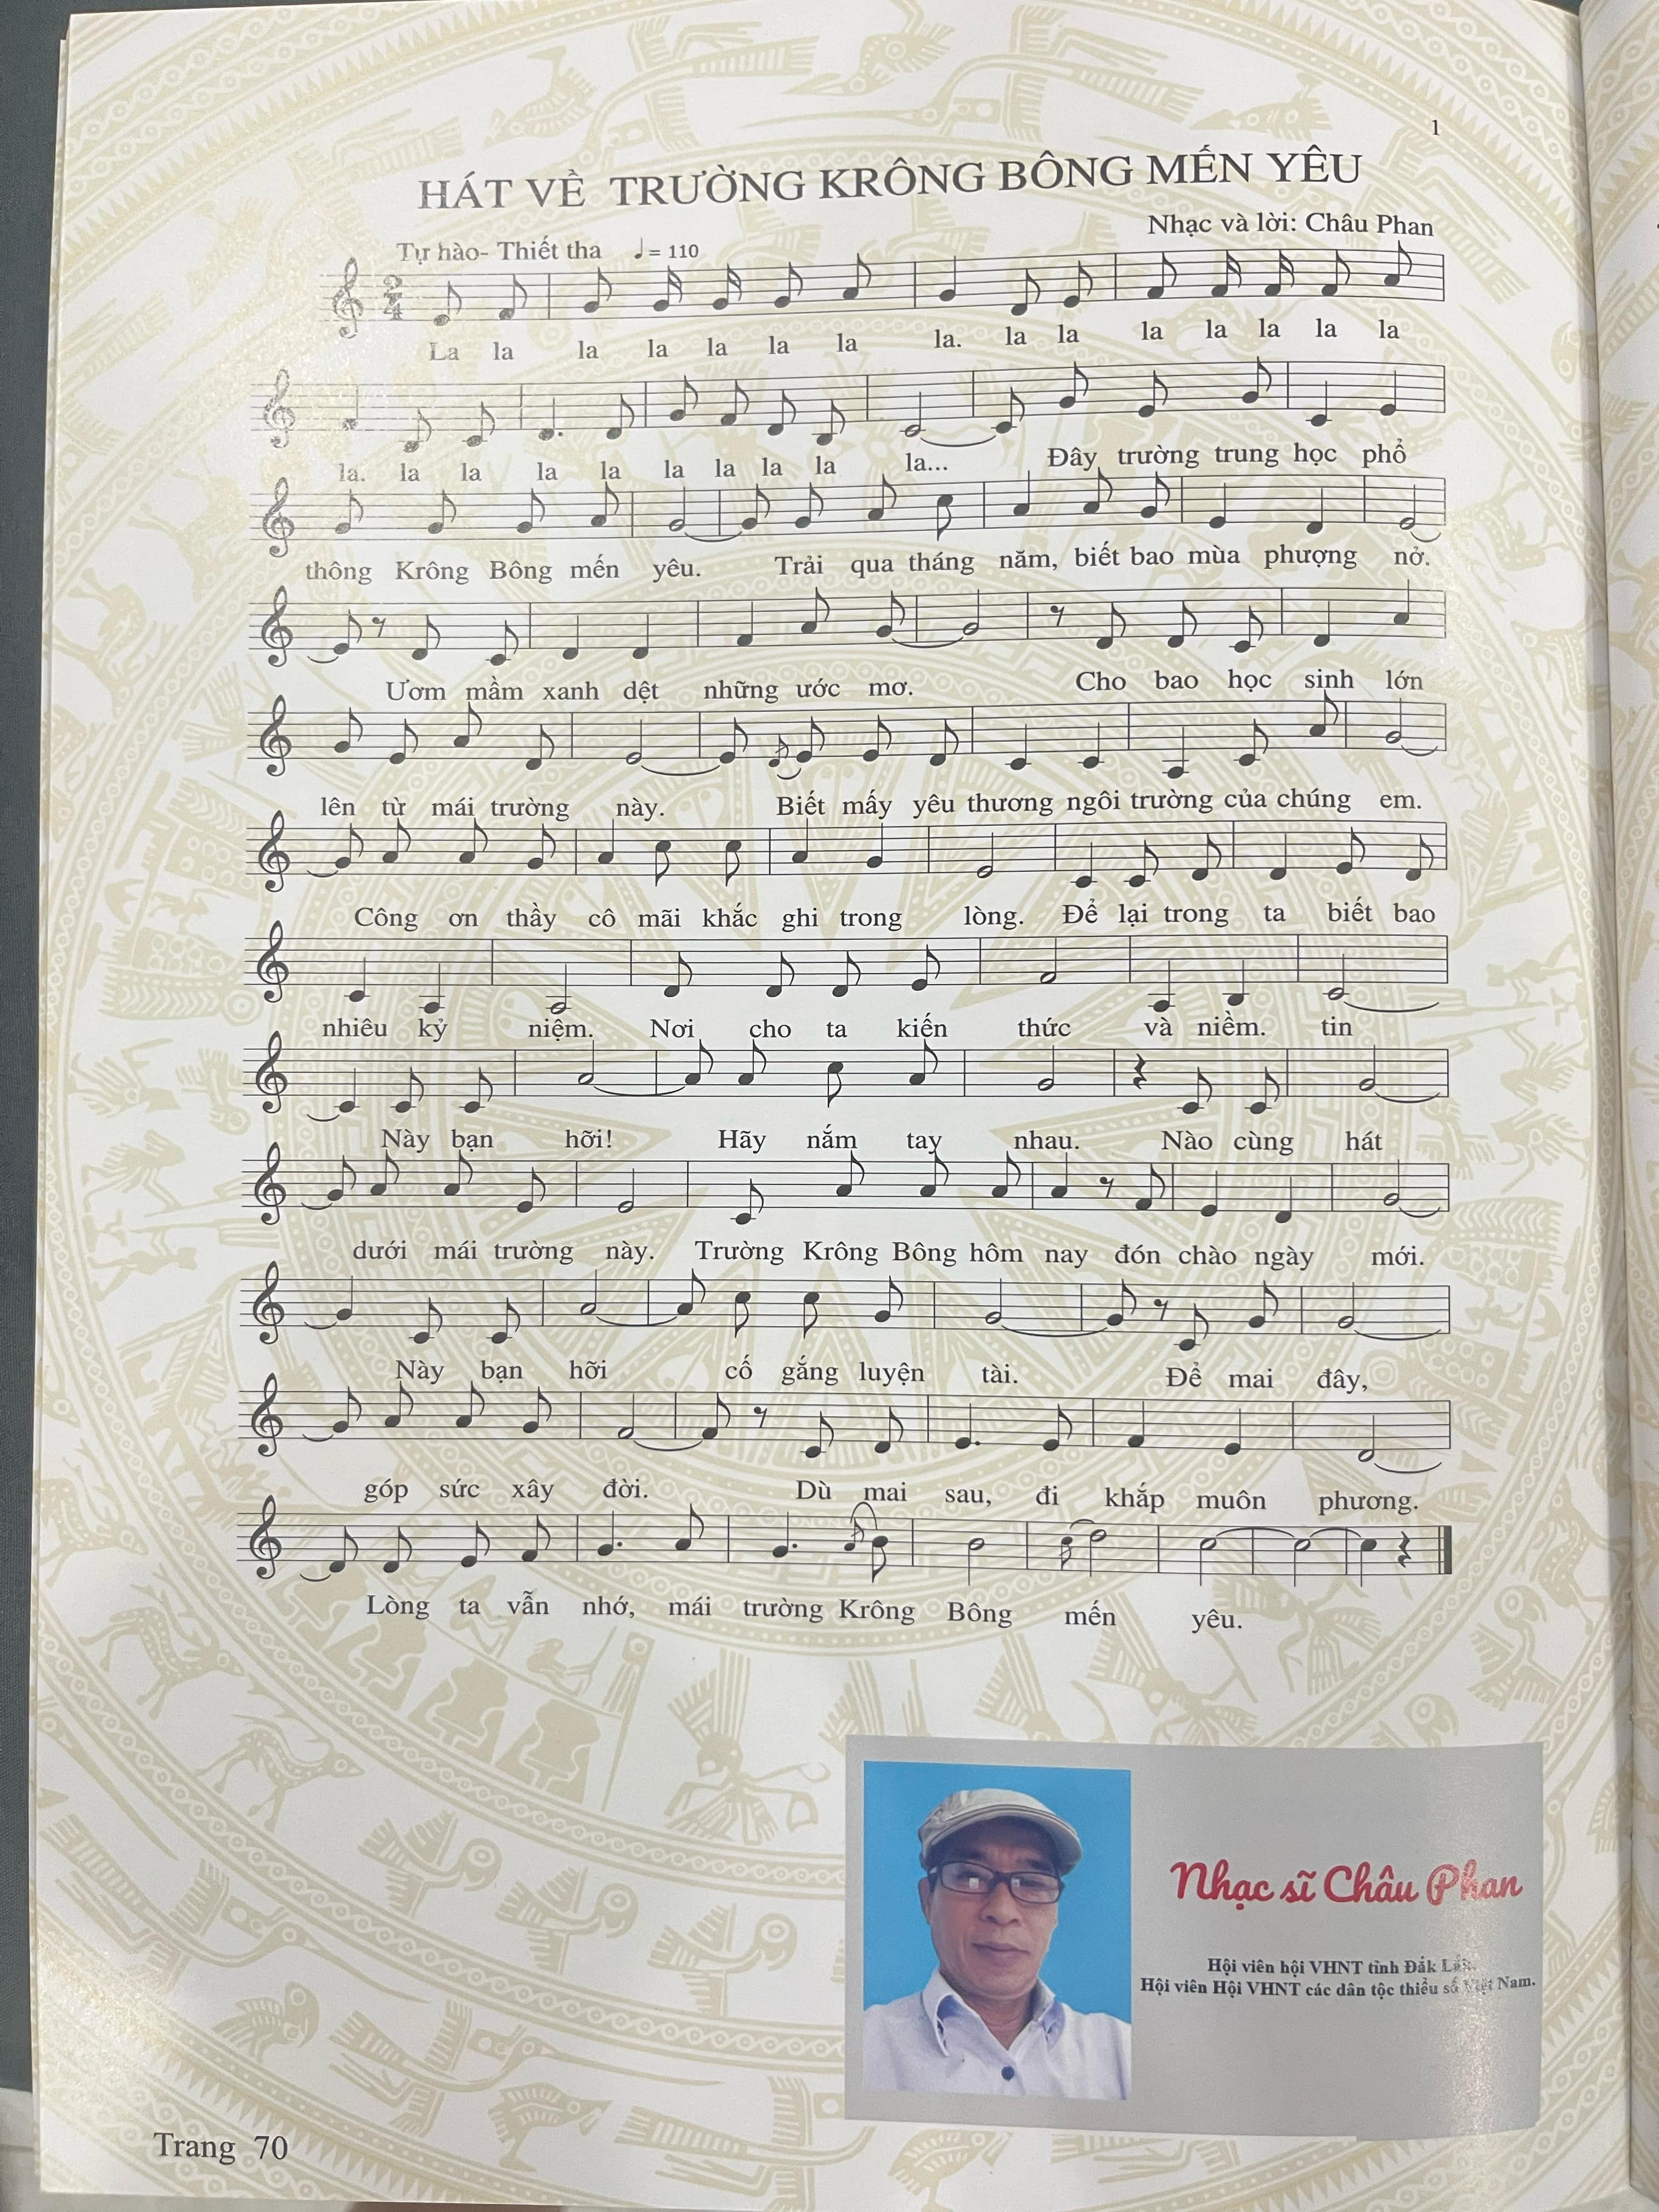 1
HÁT VỀ TRƯỜNG KRÔNG BÔNG MẾN YÊU
Nhạc và lời: Châu Phan
Tự hào- Thiết tha ♩= 110
La la la la la la la la. la la la la la la la
la. la la la la la la la la la... Đây trường trung học phổ
thông Krông Bông mến yêu. Trải qua tháng năm, biết bao mùa phượng nở.
Ươm mầm xanh dệt những ước mơ. Cho bao học sinh lớn
lên từ mái trường này. Biết mấy yêu thương ngôi trường của chúng em.
Công ơn thầy cô mãi khắc ghi trong lòng. Để lại trong ta biết bao
nhiêu kỷ niệm. Nơi cho ta kiến thức và niềm. tin
Này bạn hỡi! Hãy nắm tay nhau. Nào cùng hát
dưới mái trường này. Trường Krông Bông hôm nay đón chào ngày mới.
Này bạn hỡi cố gắng luyện tài. Để mai đây,
góp sức xây đời. Dù mai sau, đi khắp muôn phương.
Lòng ta vẫn nhớ, mái trường Krông Bông mến yêu.
Nhạc sĩ Châu Phan
Hội viên hội VHNT tỉnh Đắk Lắk.
Hội viên Hội VHNT các dân tộc thiểu số Việt Nam.
Trang 70